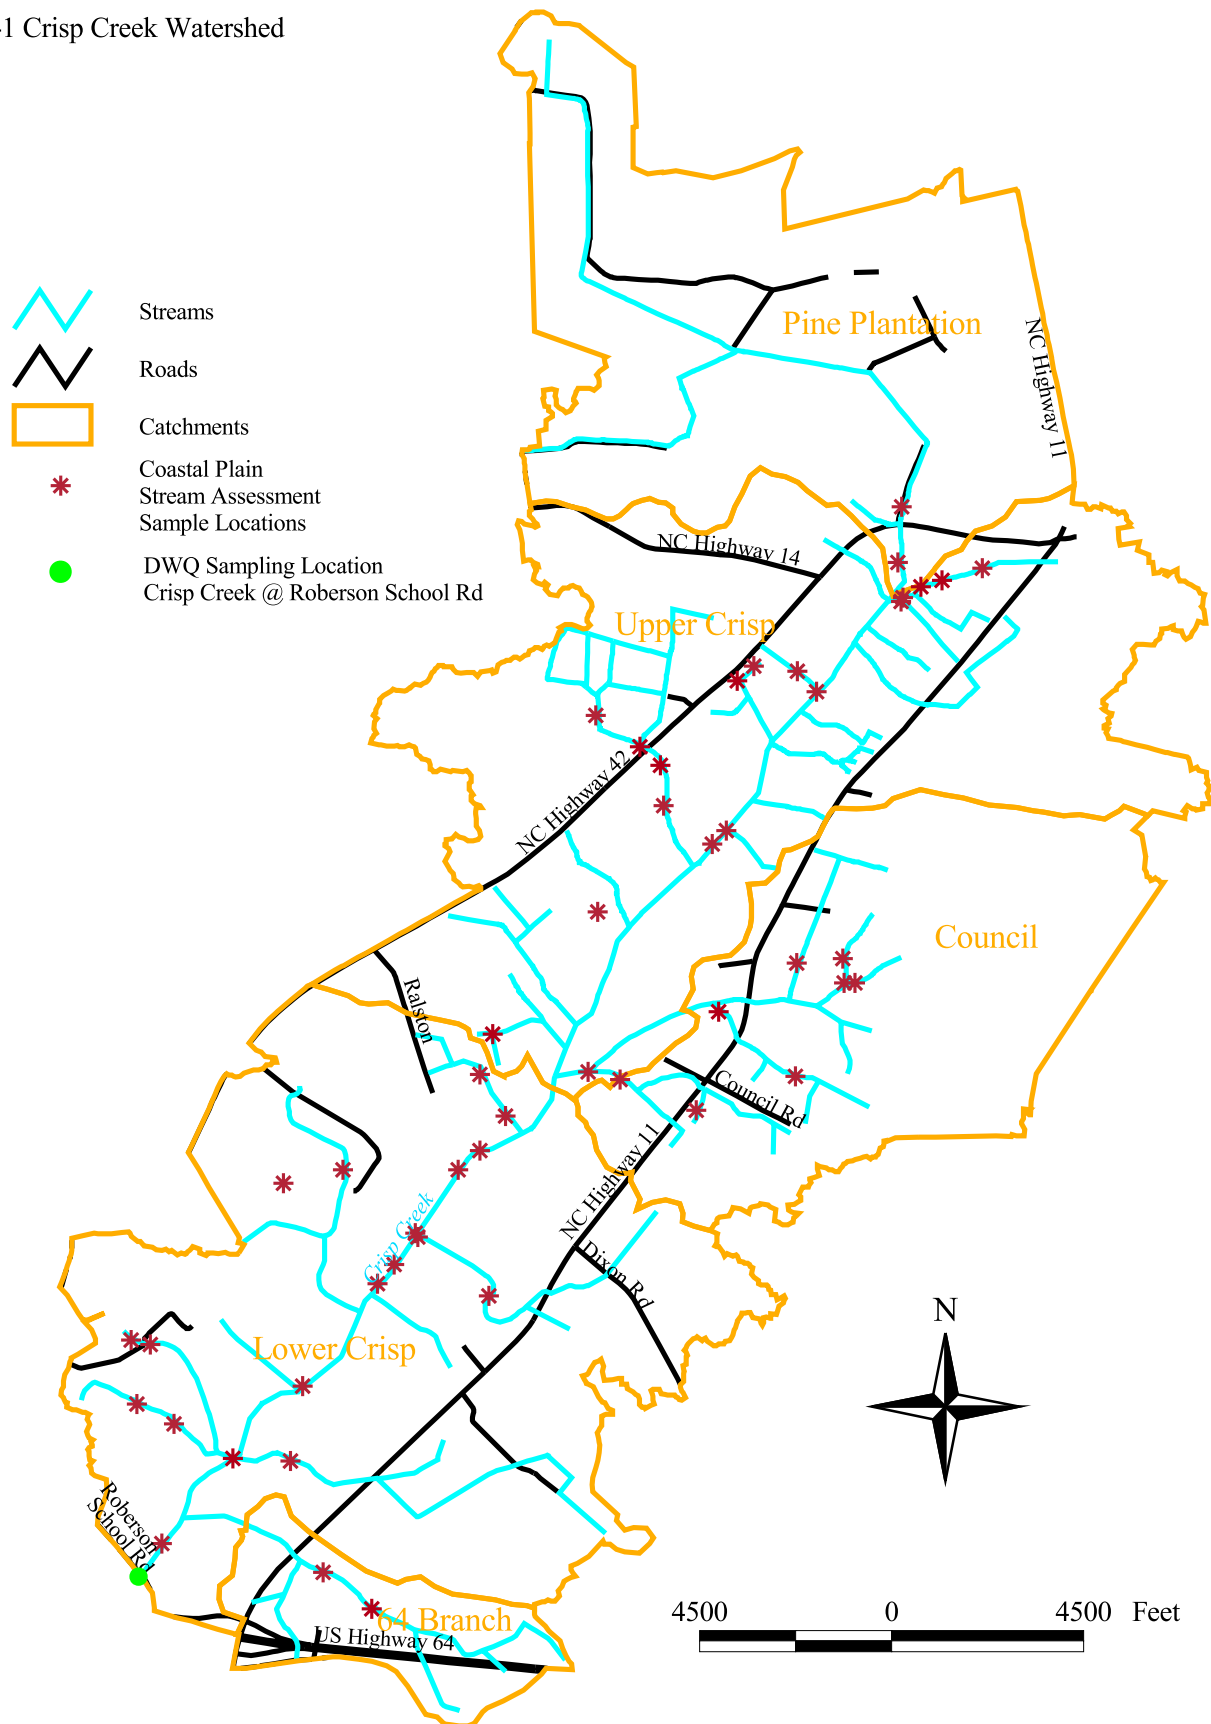 -1 Crisp Creek Watershed
Streams
Roads
Catchments
Coastal Plain
Stream Assessment
Sample Locations
DWQ Sampling Location
Crisp Creek @ Roberson School Rd
Pine Plantation
NC Highway 11
NC Highway 14
Upper Crisp
NC Highway 42
Council
Ralston
Council Rd
NC Highway 11
Crisp Creek
Dixon Rd
N
Lower Crisp
Roberson
School Rd
64 Branch
US Highway 64
4500 0 4500 Feet